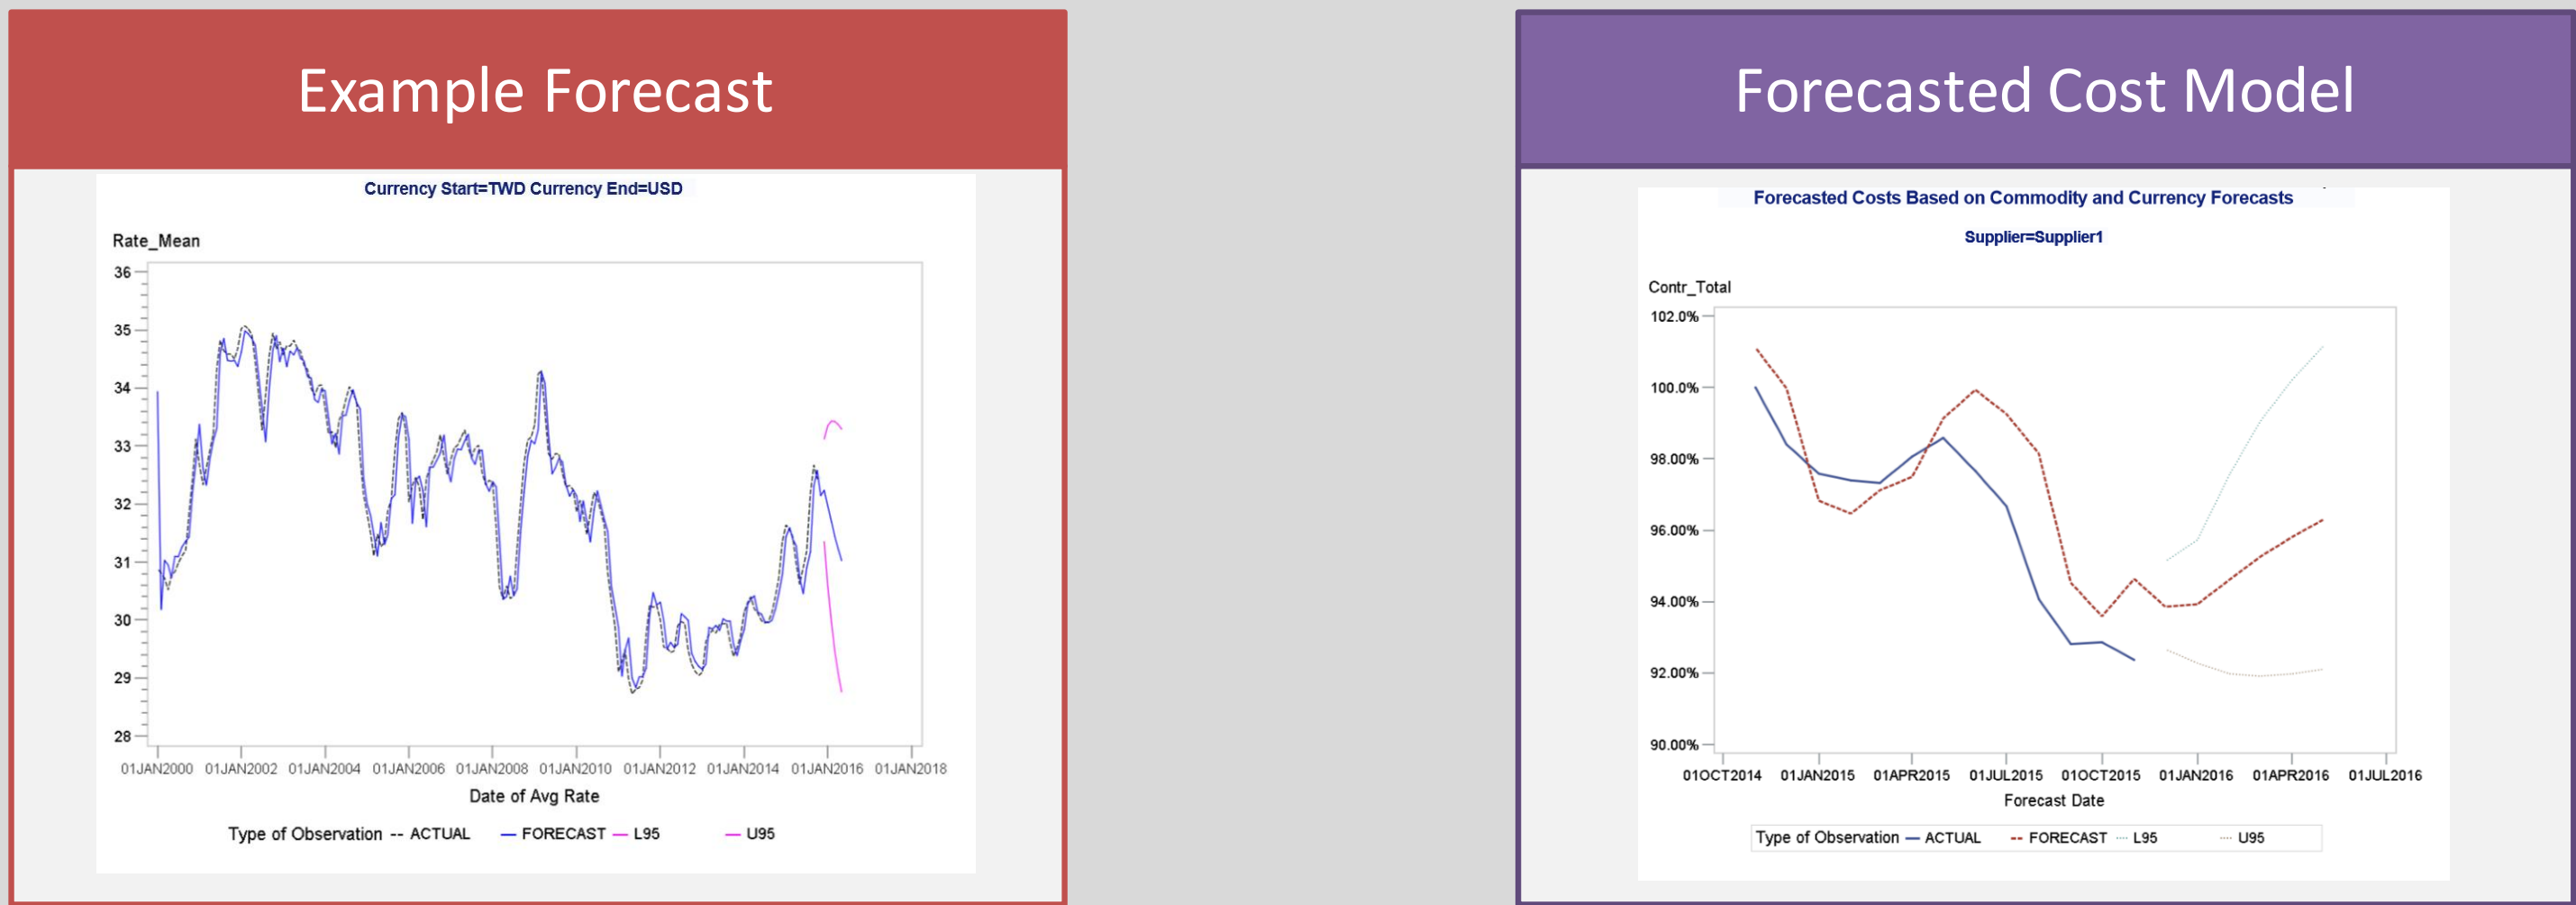 Example Forecast
Currency Start=TWD Currency End=USD
Rate_Mean
36
35
34
33
32
31
30
29
28
01JAN2000 01JAN2002 01JAN2004 01JAN2006 01JAN2008 01JAN2010 01JAN2012 01JAN2014 01JAN2016 01JAN2018
Date of Avg Rate
Type of Observation -- ACTUAL — FORECAST — L95 — U95
Forecasted Cost Model
Forecasted Costs Based on Commodity and Currency Forecasts
Supplier=Supplier1
Contr_Total
102.0%
100.0%
98.00%
96.00%
94.00%
92.00%
90.00%
01OCT2014 01JAN2015 01APR2015 01JUL2015 01OCT2015 01JAN2016 01APR2016 01JUL2016
Forecast Date
Type of Observation — ACTUAL -- FORECAST L95 U95